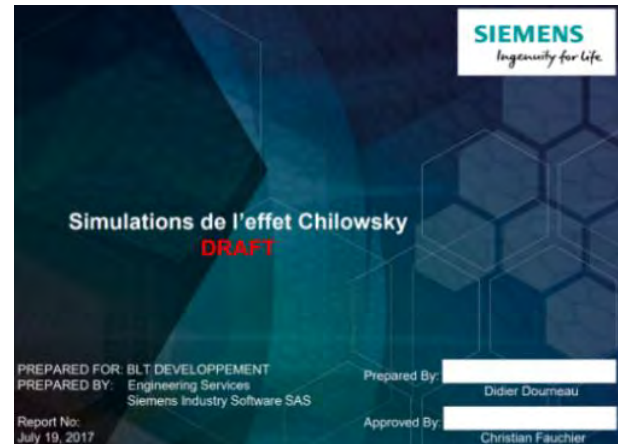 SIEMENS
Ingenuity for life
Simulations de l'effet Chilowsky
DRAFT
PREPARED FOR: BLT DEVELOPPEMENT
PREPARED BY: Engineering Services
Siemens Industry Software SAS
Report No:
July 19, 2017
Prepared By:
Didier Doumeau
Approved By:
Christian Fauchier